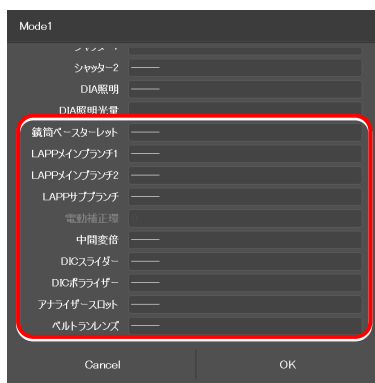 Mode1
シャッター2 ―――
DIA照明 ―――
DIA照明光量 ―――
鏡筒ベースターレット ―――
LAPPメインブランチ1 ―――
LAPPメインブランチ2 ―――
LAPPサブブランチ ―――
電動補正環
中間変倍 ―――
DICスライダー ―――
DICポラライザー ―――
アナライザースロット ―――
ベルトランレンズ ―――
Cancel OK